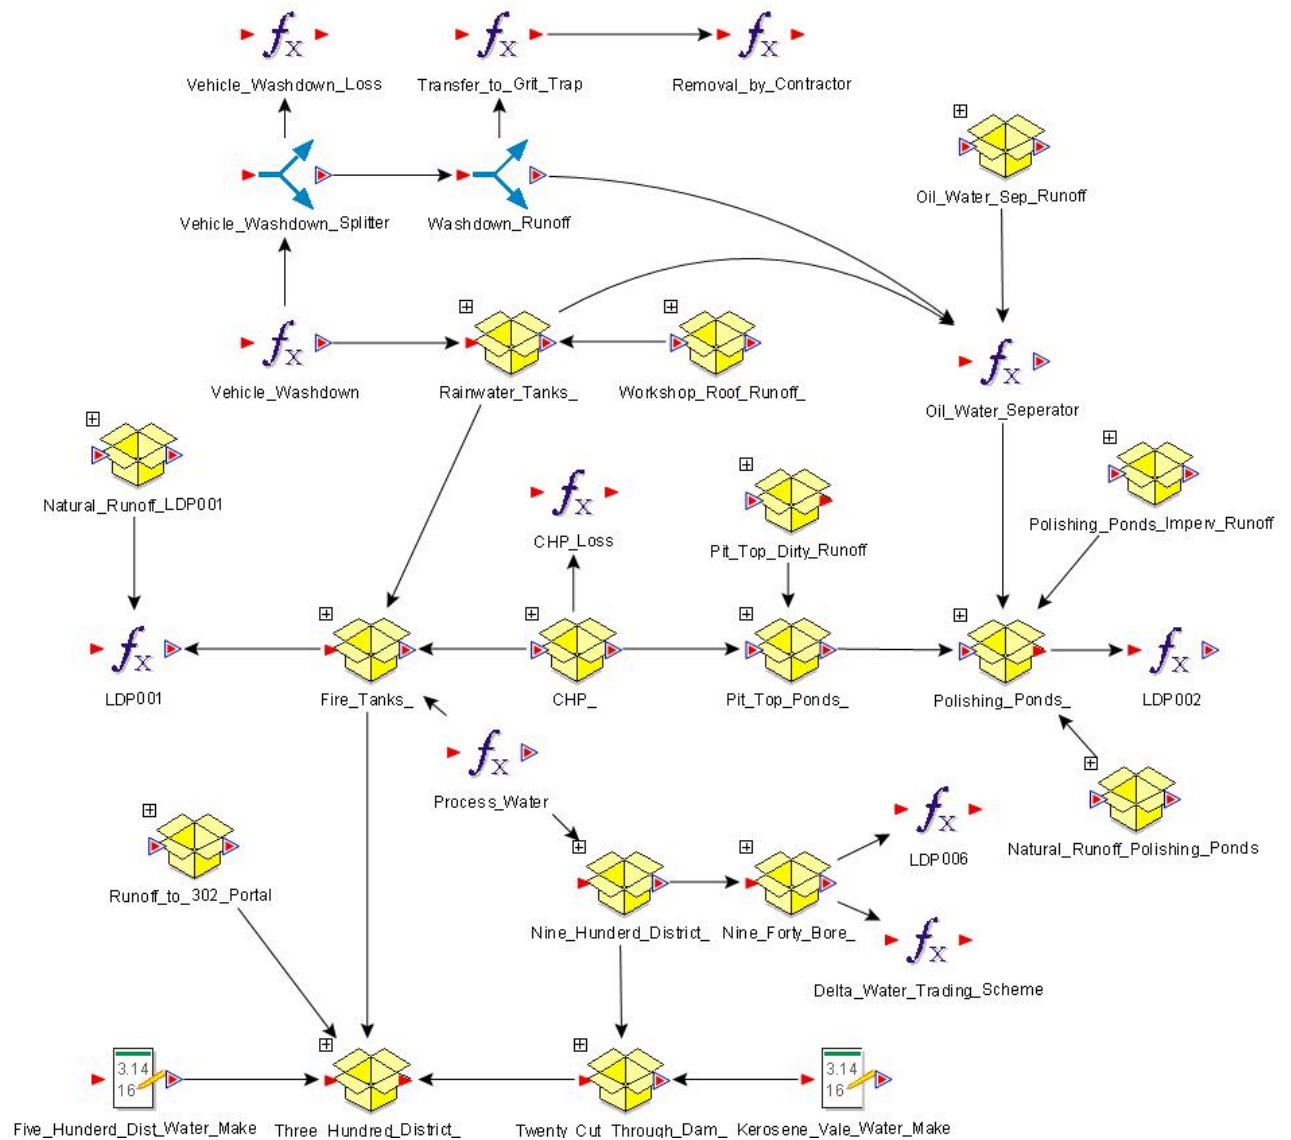 Vehicle_Washdown_Loss
Transfer_to_Grit_Trap
Removal_by_Contractor
Oil_Water_Sep_Runoff
Vehicle_Washdown_Splitter
Washdown_Runoff
Vehicle_Washdown
Rainwater_Tanks_
Workshop_Roof_Runoff_
Oil_Water_Seperator
Natural_Runoff_LDP001
CHP_Loss
Pit_Top_Dirty_Runoff
Polishing_Ponds_Imperv_Runoff
LDP001
Fire_Tanks_
CHP_
Pit_Top_Ponds_
Polishing_Ponds_
LDP002
Process_Water
LDP006
Natural_Runoff_Polishing_Ponds
Runoff_to_302_Portal
Nine_Hunderd_District_
Nine_Forty_Bore_
Delta_Water_Trading_Scheme
3.14
16
3.14
16
Five_Hunderd_Dist_Water_Make
Three_Hundred_District_
Twenty_Cut_Through_Dam_
Kerosene_Vale_Water_Make